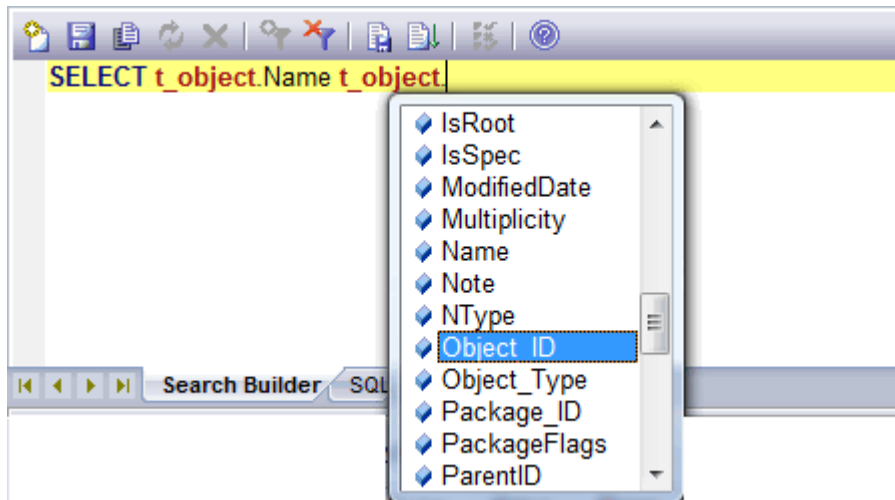 SELECT t_object.Name t_object.
IsRoot
IsSpec
ModifiedDate
Multiplicity
Name
Note
NType
Object_ID
Object_Type
Package_ID
PackageFlags
ParentID
Search Builder SQL